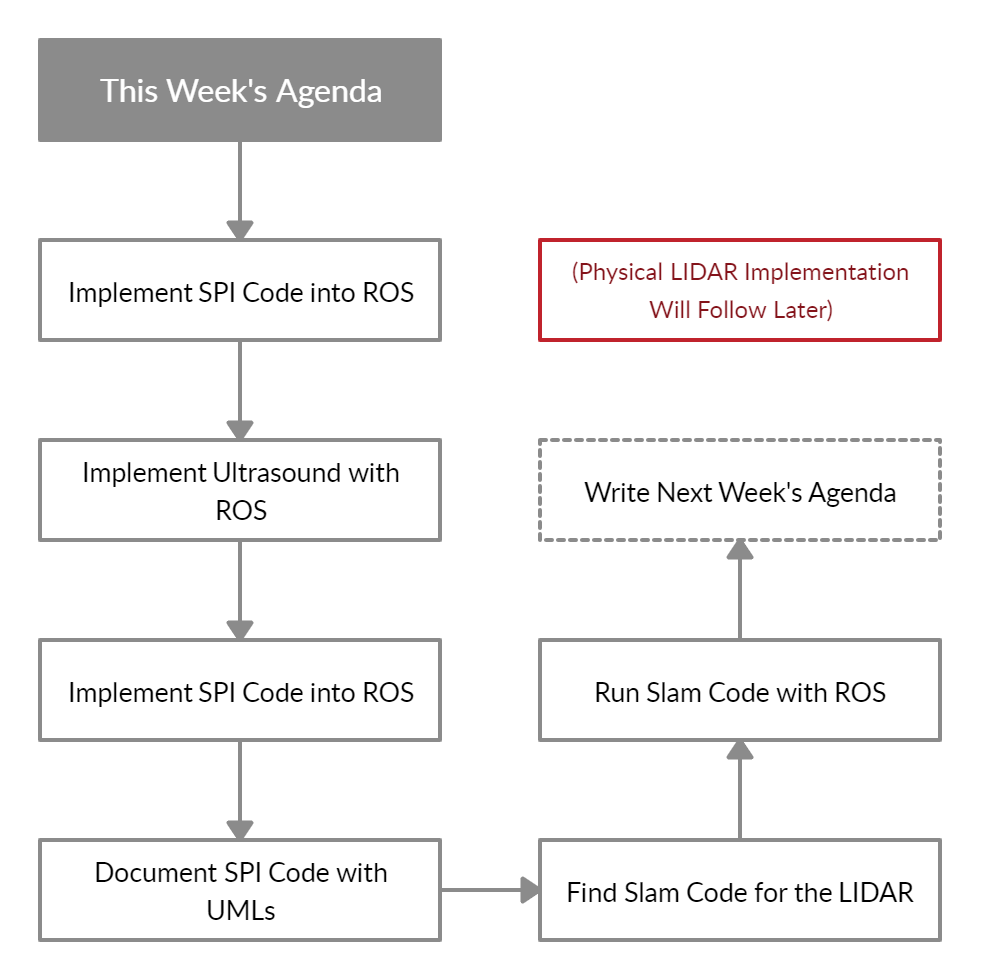 This Week's Agenda
Implement SPI Code into ROS
Implement Ultrasound with
ROS
Implement SPI Code into ROS
Document SPI Code with
UMLs
Find Slam Code for the LIDAR
Run Slam Code with ROS
Write Next Week's Agenda
(Physical LIDAR Implementation
Will Follow Later)